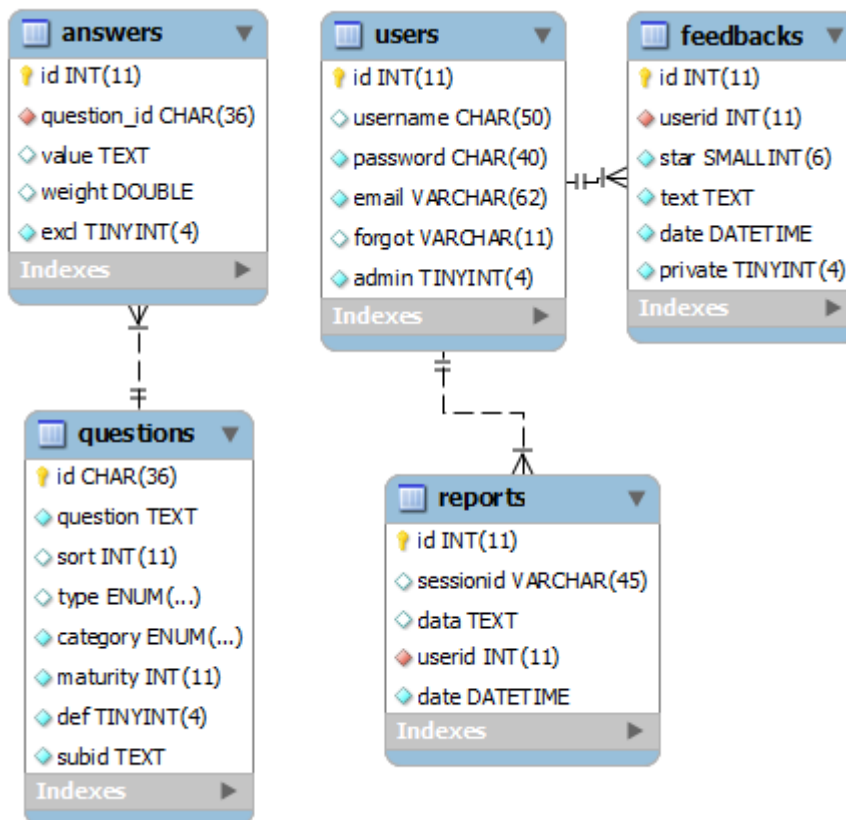 answers
id INT(11)
question_id CHAR(36)
value TEXT
weight DOUBLE
excl TINYINT(4)
Indexes
users
id INT(11)
username CHAR(50)
password CHAR(40)
email VARCHAR(62)
forgot VARCHAR(11)
admin TINYINT(4)
Indexes
feedbacks
id INT(11)
userid INT(11)
star SMALLINT(6)
text TEXT
date DATETIME
private TINYINT(4)
Indexes
questions
id CHAR(36)
question TEXT
sort INT(11)
type ENUM(...)
category ENUM(...)
maturity INT(11)
def TINYINT(4)
subid TEXT
Indexes
reports
id INT(11)
sessionid VARCHAR(45)
data TEXT
userid INT(11)
date DATETIME
Indexes